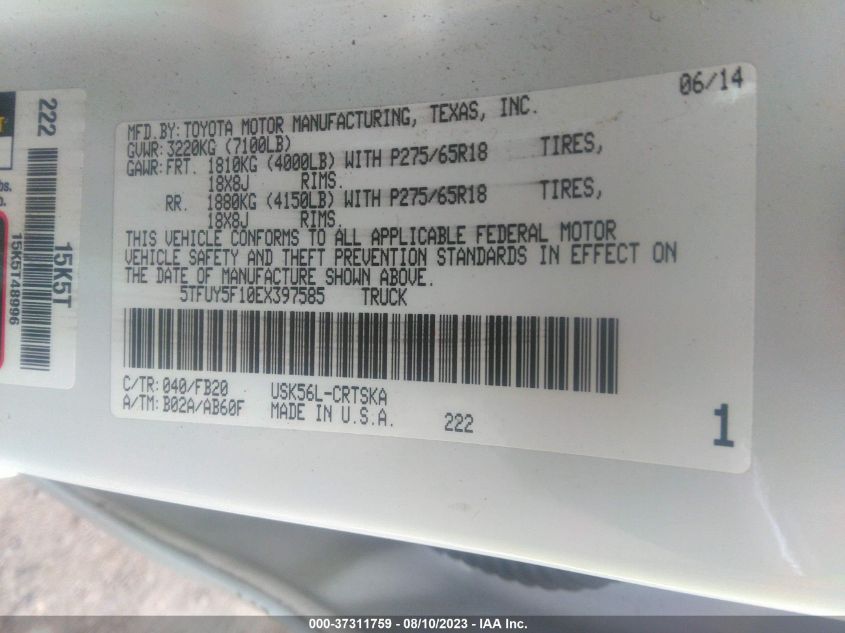 06/14
MFD.BY:TOYOTA MOTOR MANUFACTURING, TEXAS, INC.
GVWR:3220KG (7100LB)
GAWR:FRT. 1810KG (4000LB) WITH P275/65R18 TIRES,
18X8J RIMS.
RR. 1880KG (4150LB) WITH P275/65R18 TIRES,
18X8J RIMS.
THIS VEHICLE CONFORMS TO ALL APPLICABLE FEDERAL MOTOR
VEHICLE SAFETY AND THEFT PREVENTION STANDARDS IN EFFECT ON
THE DATE OF MANUFACTURE SHOWN ABOVE.
5TFUY5F10EX397585 TRUCK
C/TR:040/FB20 USK56L-CRTSKA
A/TM:B02A/AB60F MADE IN U.S.A. 222
1
222
15K5T
15K5T48996
000-37311759 - 08/10/2023 - IAA Inc.